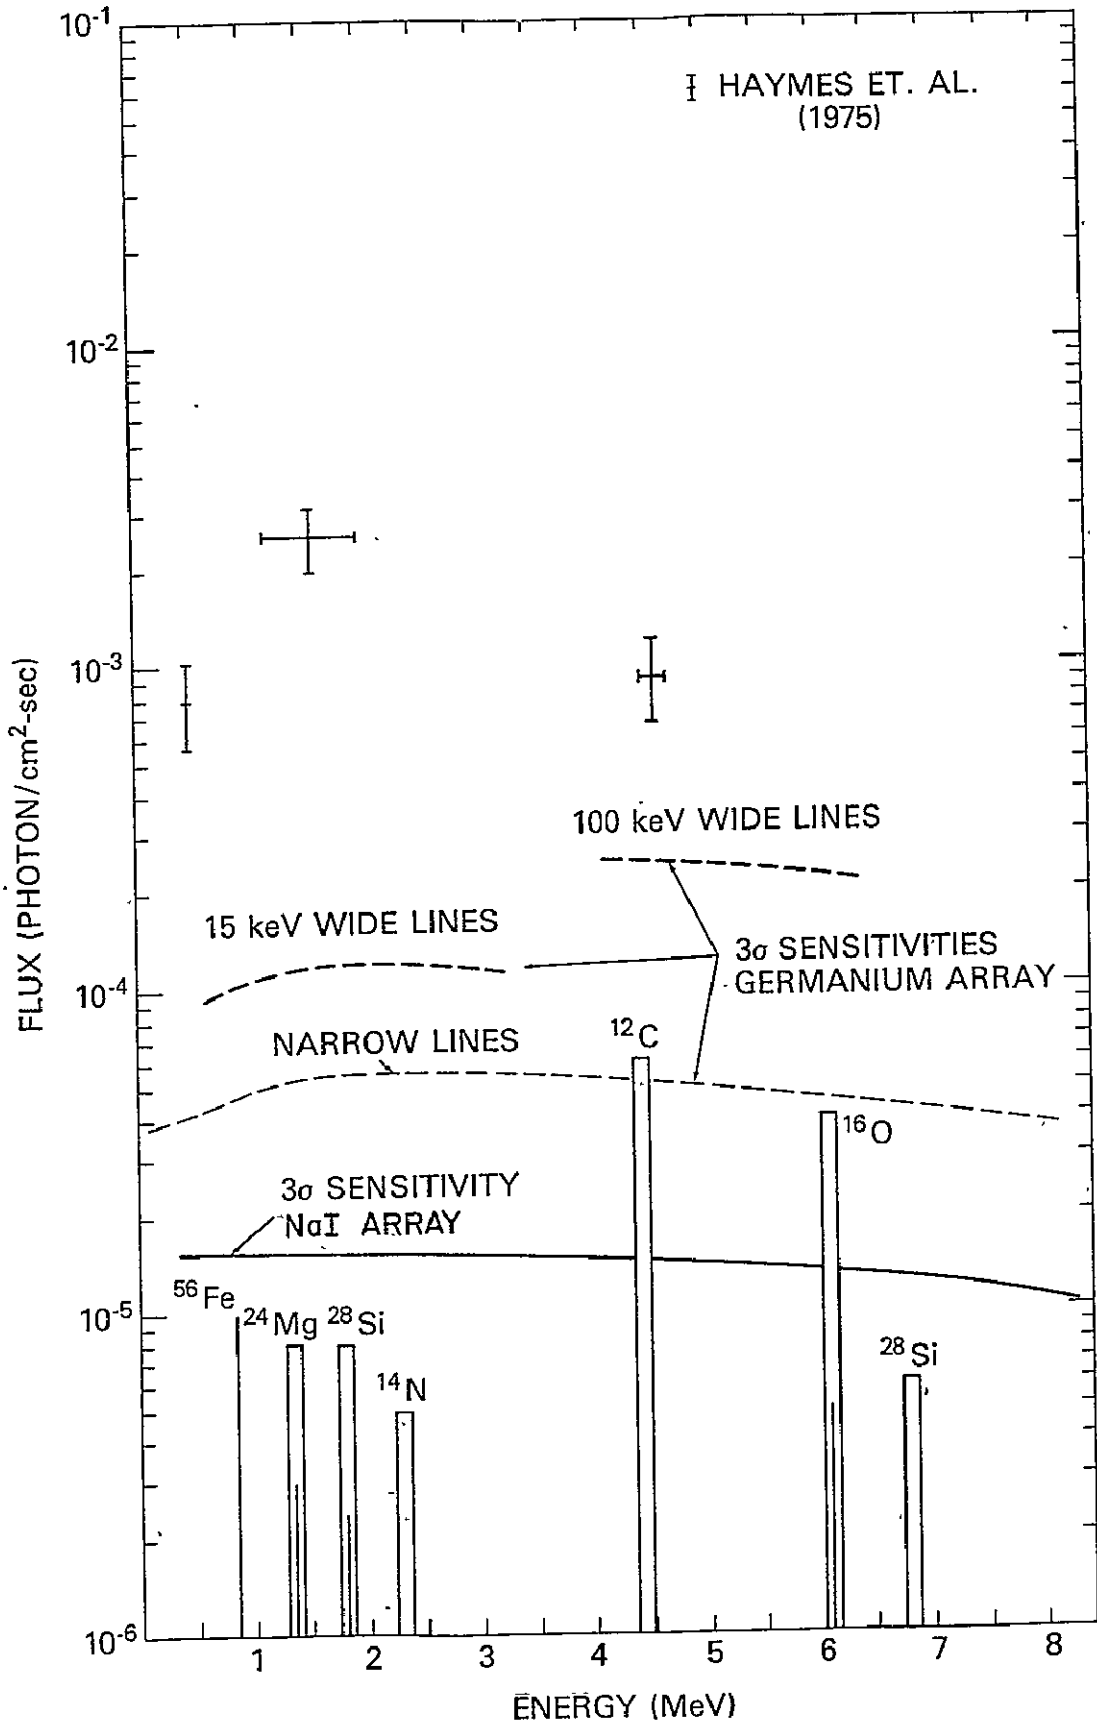 10⁻¹
HAYMES ET. AL.
(1975)
10⁻²
10⁻³
100 keV WIDE LINES
15 keV WIDE LINES
3σ SENSITIVITIES
GERMANIUM ARRAY
10⁻⁴
¹²C
NARROW LINES
¹⁶O
3σ SENSITIVITY
NaI ARRAY
⁵⁶Fe
10⁻⁵
²⁴Mg
²⁸Si
²⁸Si
¹⁴N
10⁻⁶
1 2 3 4 5 6 7 8
ENERGY (MeV)
FLUX (PHOTON/cm²-sec)